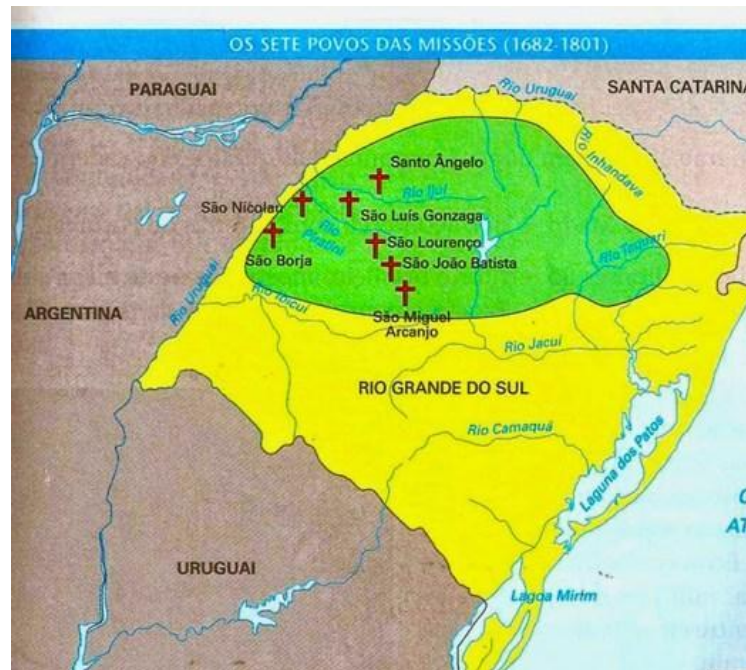 OS SETE POVOS DAS MISSÕES (1682-1801)
PARAGUAI
Rio Uruguai
SANTA CATARINA
Rio Inhandava
Santo Ângelo
Rio Ijuí
São Nicolau
São Luís Gonzaga
Rio
Piratini
São Lourenço
São Borja
São João Batista
Rio Taquari
Rio Uruguai
Rio Ibicuí
ARGENTINA
São Miguel
Arcanjo
Rio Jacuí
RIO GRANDE DO SUL
Rio Camaquã
Laguna dos Patos
AT
URUGUAI
Lagoa Mirim